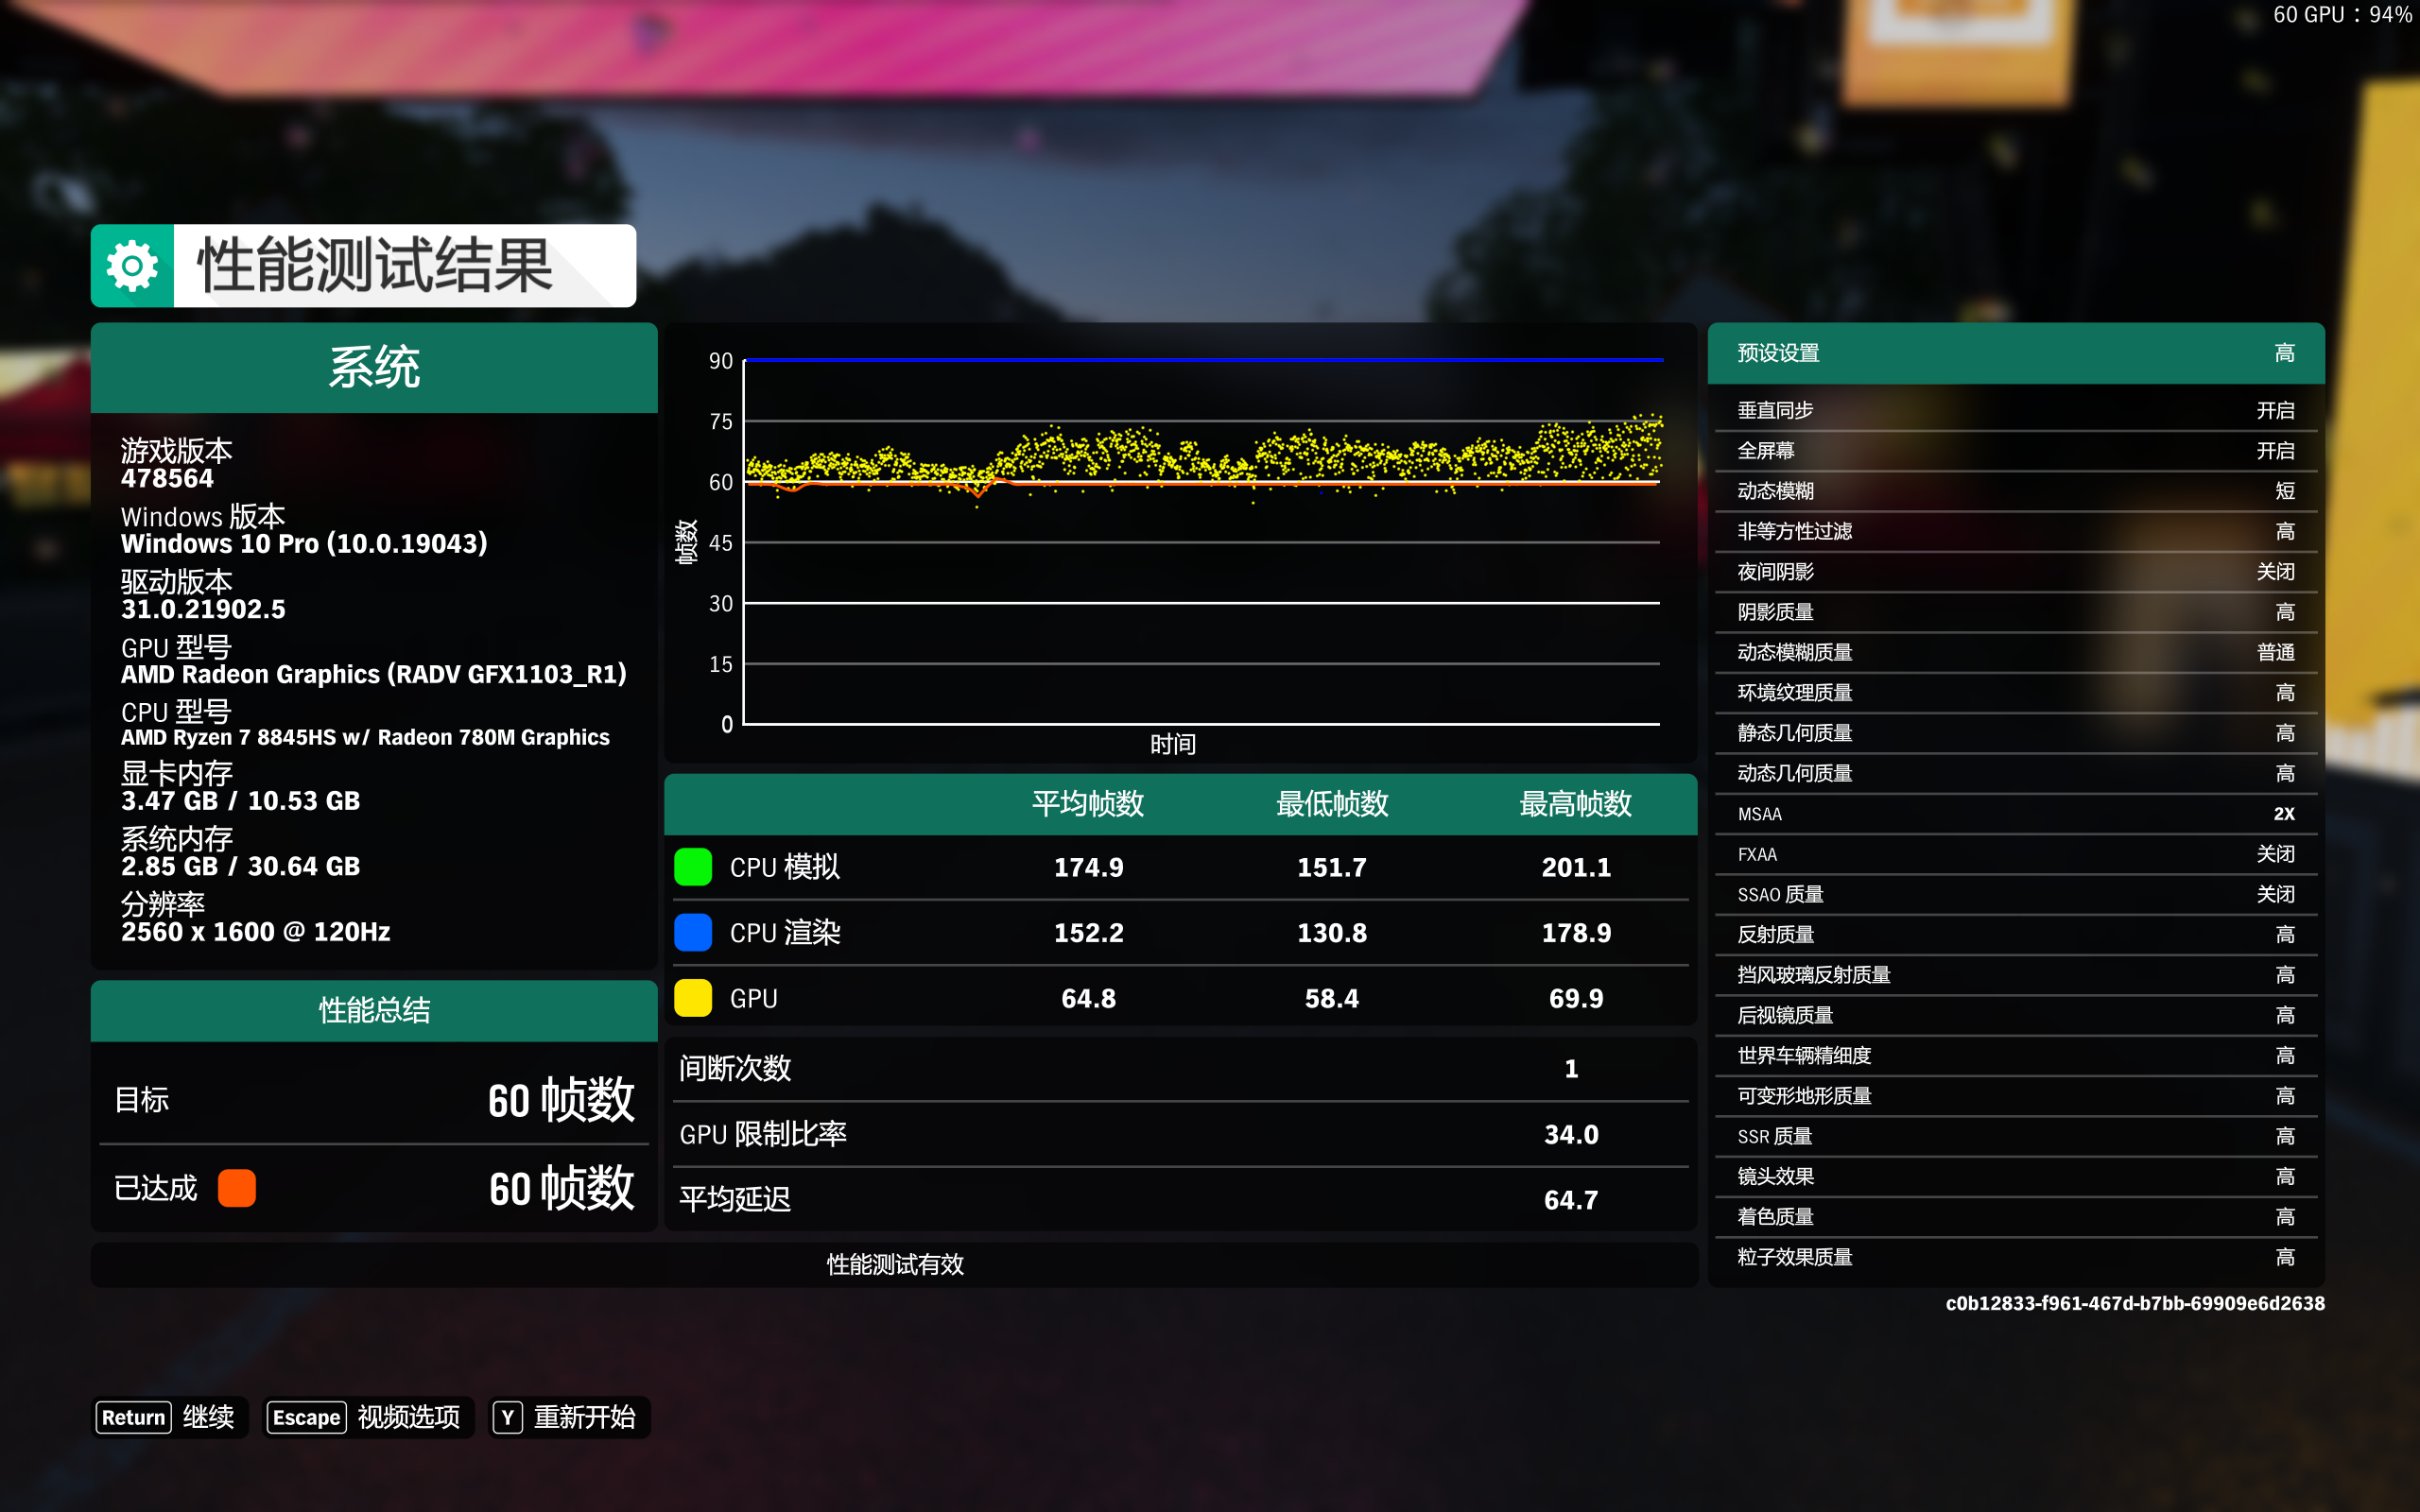 60 GPU：94%
性能测试结果
系统
游戏版本
478564
Windows 版本
Windows 10 Pro (10.0.19043)
驱动版本
31.0.21902.5
GPU 型号
AMD Radeon Graphics (RADV GFX1103_R1)
CPU 型号
AMD Ryzen 7 8845HS w/ Radeon 780M Graphics
显卡内存
3.47 GB / 10.53 GB
系统内存
2.85 GB / 30.64 GB
分辨率
2560 x 1600 @ 120Hz
性能总结
目标 60 帧数
已达成 60 帧数
帧数
90
75
60
45
30
15
0
时间
平均帧数 最低帧数 最高帧数
CPU 模拟 174.9 151.7 201.1
CPU 渲染 152.2 130.8 178.9
GPU 64.8 58.4 69.9
间断次数 1
GPU 限制比率 34.0
平均延迟 64.7
性能测试有效
预设设置 高
垂直同步 开启
全屏幕 开启
动态模糊 短
非等方性过滤 高
夜间阴影 关闭
阴影质量 高
动态模糊质量 普通
环境纹理质量 高
静态几何质量 高
动态几何质量 高
MSAA 2X
FXAA 关闭
SSAO 质量 关闭
反射质量 高
挡风玻璃反射质量 高
后视镜质量 高
世界车辆精细度 高
可变形地形质量 高
SSR 质量 高
镜头效果 高
着色质量 高
粒子效果质量 高
c0b12833-f961-467d-b7bb-69909e6d2638
Return 继续 Escape 视频选项 Y 重新开始